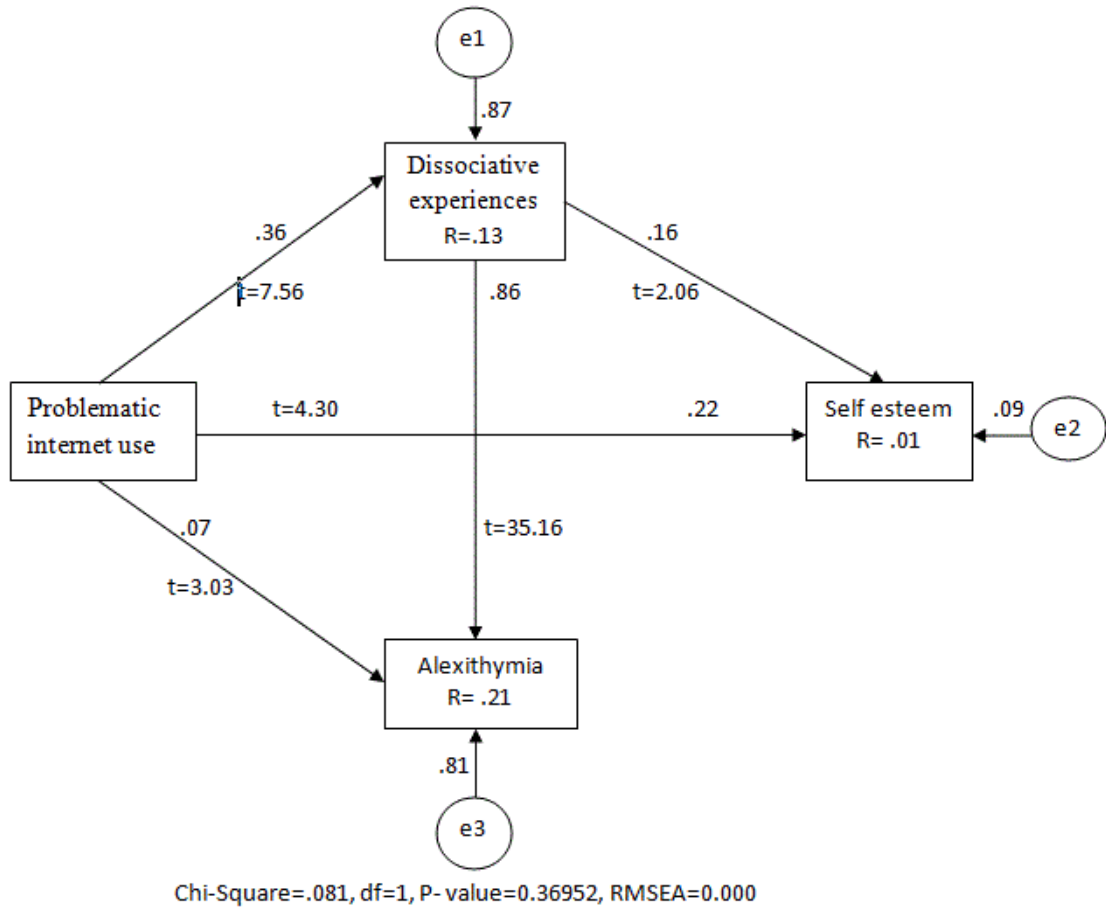 e1
.87
Dissociative
experiences
R=.13
.36
t=7.56
.86
.16
t=2.06
Problematic
internet use
t=4.30
.22
Self esteem
R= .01
.09
e2
.07
t=3.03
t=35.16
Alexithymia
R= .21
.81
e3
Chi-Square=.081, df=1, P- value=0.36952, RMSEA=0.000